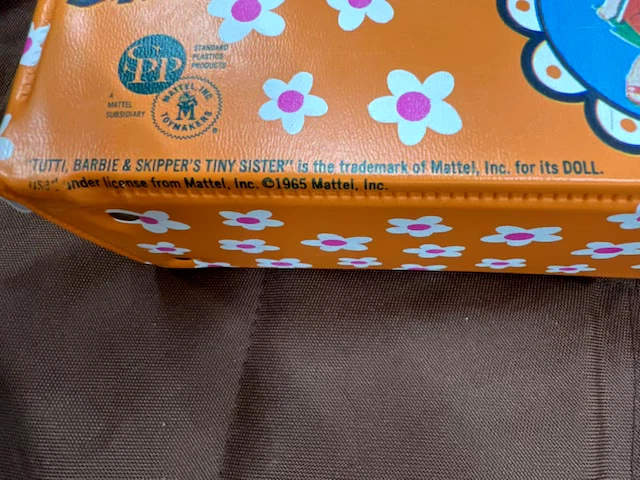 SPP
STANDARD
PLASTICS
PRODUCTS
A
MATTEL
SUBSIDIARY
MATTEL, INC.
M
TOYMAKERS
"TUTTI, BARBIE & SKIPPER'S TINY SISTER" is the trademark of Mattel, Inc. for its DOLL.
under license from Mattel, Inc. ©1965 Mattel, Inc.